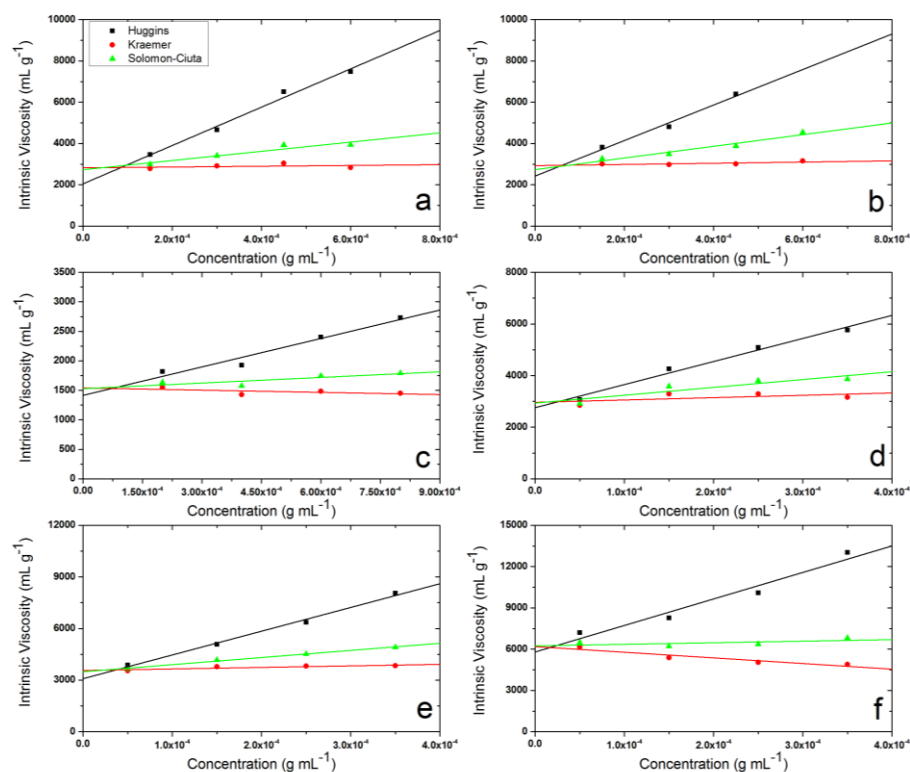 Intrinsic Viscosity (mL g⁻¹)
10000
8000
6000
4000
2000
0
Huggins
Kraemer
Solomon-Ciuta
a
0.0 2.0x10⁻⁴ 4.0x10⁻⁴ 6.0x10⁻⁴ 8.0x10⁻⁴
Concentration (g mL⁻¹)
Intrinsic Viscosity (mL g⁻¹)
10000
8000
6000
4000
2000
0
b
0.0 2.0x10⁻⁴ 4.0x10⁻⁴ 6.0x10⁻⁴ 8.0x10⁻⁴
Concentration (g mL⁻¹)
Intrinsic Viscosity (mL g⁻¹)
3500
3000
2500
2000
1500
1000
500
0
c
0.00 1.50x10⁻⁴ 3.00x10⁻⁴ 4.50x10⁻⁴ 6.00x10⁻⁴ 7.50x10⁻⁴ 9.00x10⁻⁴
Concentration (g mL⁻¹)
Intrinsic Viscosity (mL g⁻¹)
8000
6000
4000
2000
0
d
0.0 1.0x10⁻⁴ 2.0x10⁻⁴ 3.0x10⁻⁴ 4.0x10⁻⁴
Concentration (g mL⁻¹)
Intrinsic Viscosity (mL g⁻¹)
12000
9000
6000
3000
0
e
0.0 1.0x10⁻⁴ 2.0x10⁻⁴ 3.0x10⁻⁴ 4.0x10⁻⁴
Concentration (g mL⁻¹)
Intrinsic Viscosity (mL g⁻¹)
15000
12000
9000
6000
3000
0
f
0.0 1.0x10⁻⁴ 2.0x10⁻⁴ 3.0x10⁻⁴ 4.0x10⁻⁴
Concentration (g mL⁻¹)